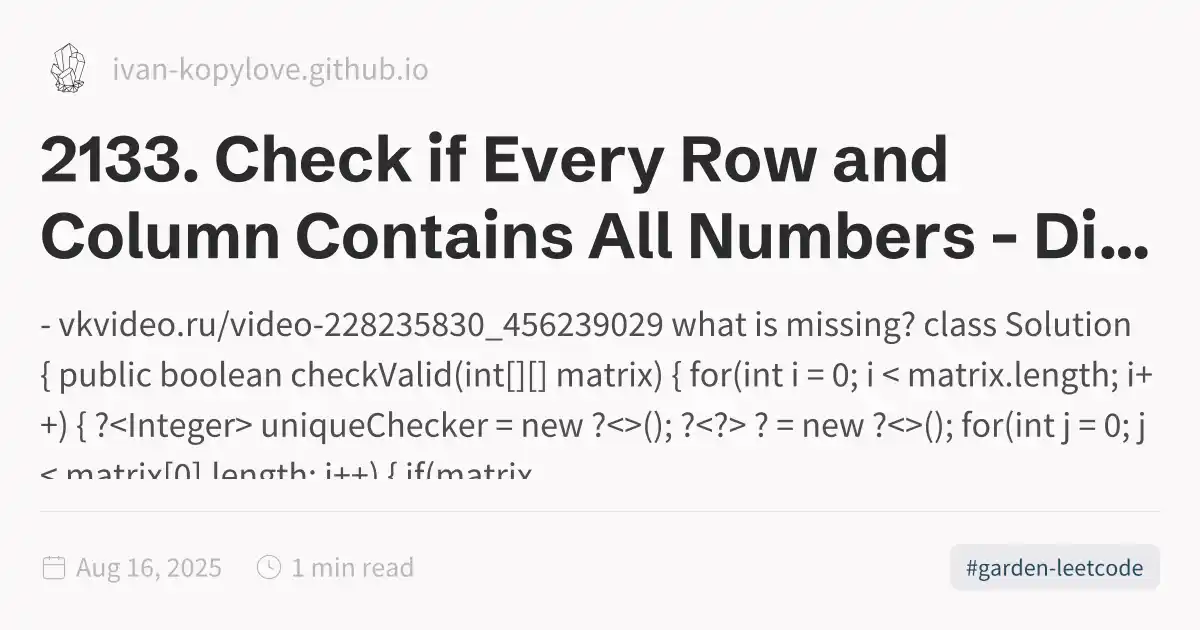 ivan-kopylove.github.io
2133. Check if Every Row and
Column Contains All Numbers - Di...
- vkvideo.ru/video-228235830_456239029 what is missing? class Solution
{ public boolean checkValid(int[][] matrix) { for(int i = 0; i < matrix.length; i+
+) { ?<Integer> uniqueChecker = new ?<>(); ?<?> ? = new ?<>(); for(int j = 0; j
< matrix[0].length; j++) { if(matrix
Aug 16, 2025
1 min read
#garden-leetcode